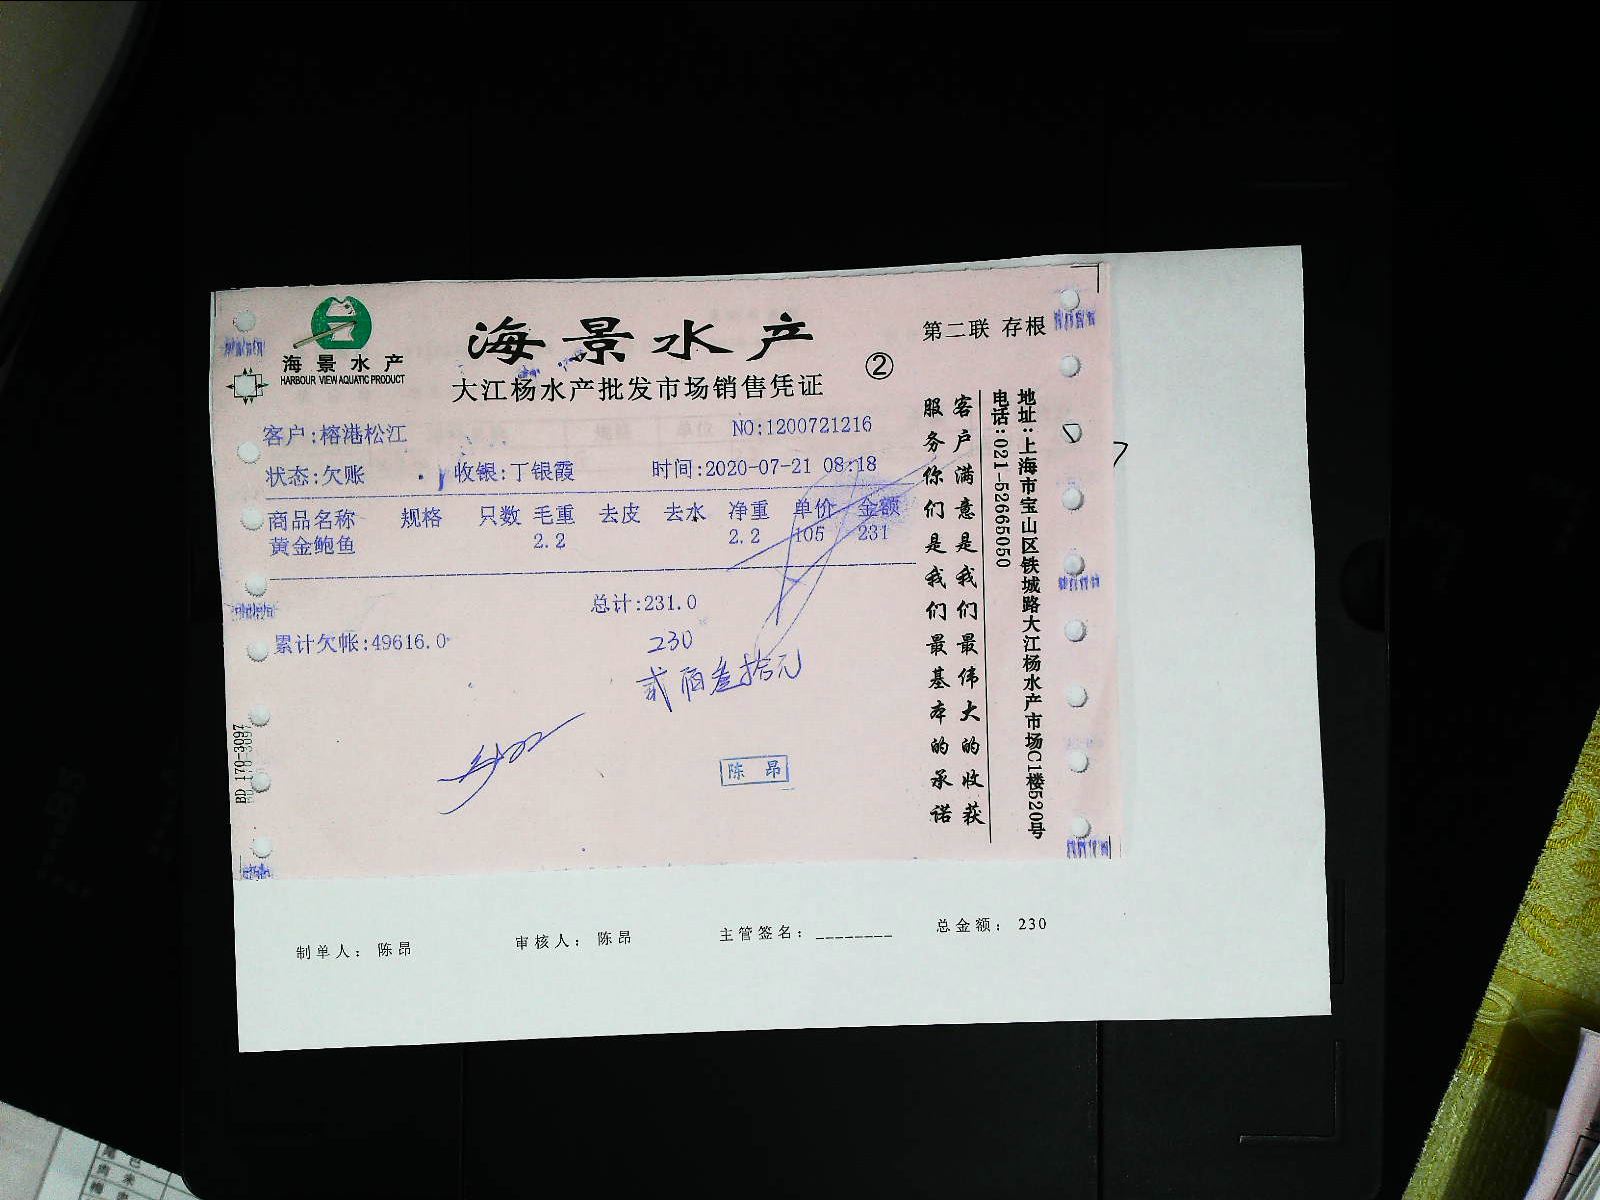 海景水产
HARBOUR VIEW AQUATIC PRODUCT
海景水产
大江杨水产批发市场销售凭证
②
第二联 存根
客户:榕港松江
NO:1200721216
状态:欠账 收银:丁银霞 时间:2020-07-21 08:18
商品名称 规格 只数 毛重 去皮 去水 净重 单价 金额
黄金鲍鱼 2.2 2.2 105 231
总计:231.0
累计欠帐:49616.0
230
贰佰叁拾元
陈 昂
BD 170-3097
客户满意是我们最伟大的收获
服务你们是我们最基本的承诺
地址:上海市宝山区铁城路大江杨水产市场C1楼520号
电话:021-52665050
制单人: 陈昂 审核人: 陈昂 主管签名: ________ 总金额: 230